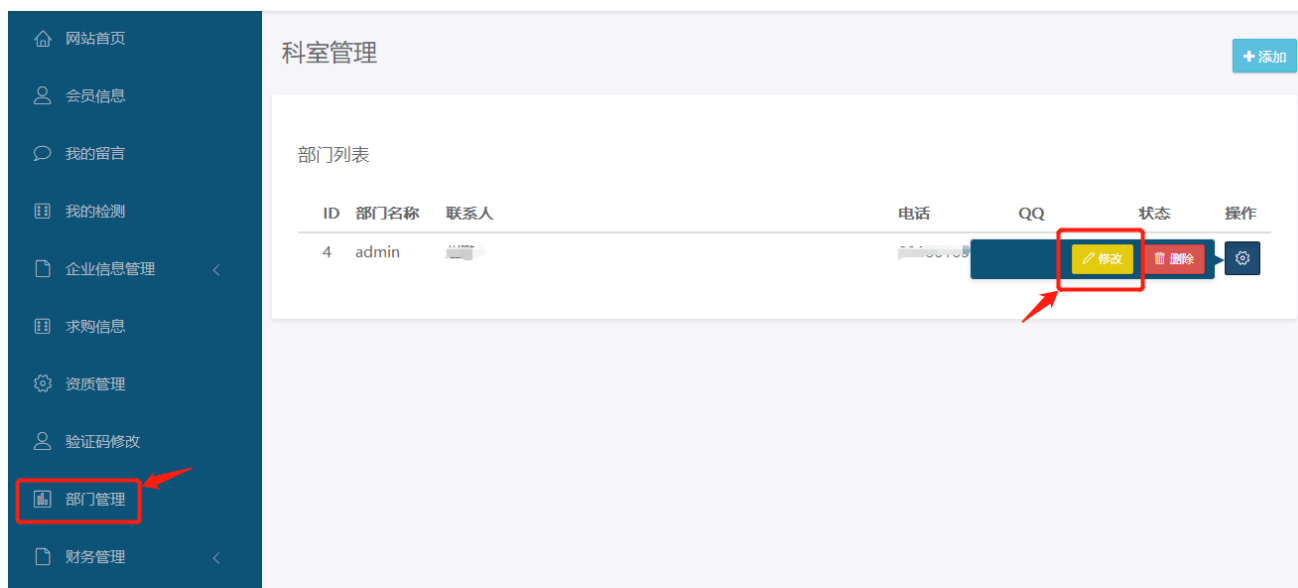 网站首页
会员信息
我的留言
我的检测
企业信息管理
求购信息
资质管理
验证码修改
部门管理
财务管理
科室管理
添加
部门列表
ID 部门名称 联系人 电话 QQ 状态 操作
4 admin 修改 删除